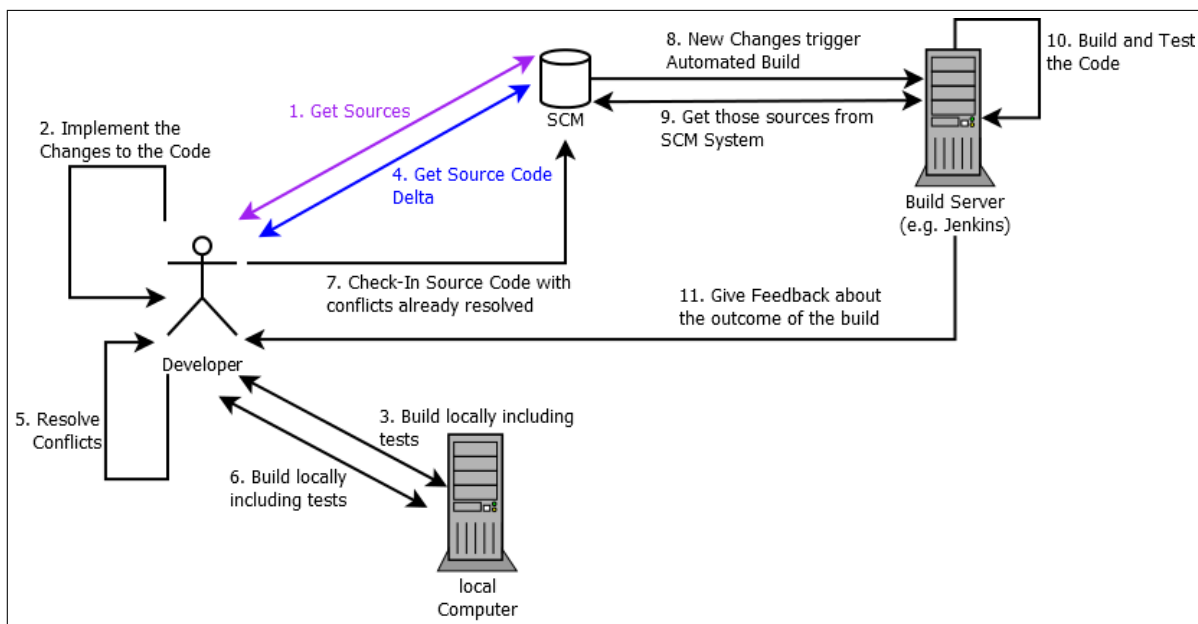 1. Get Sources
2. Implement the
Changes to the Code
SCM
4. Get Source Code
Delta
8. New Changes trigger
Automated Build
9. Get those sources from
SCM System
10. Build and Test
the Code
Build Server
(e.g. Jenkins)
7. Check-In Source Code with
conflicts already resolved
11. Give Feedback about
the outcome of the build
Developer
5. Resolve
Conflicts
3. Build locally including
tests
6. Build locally
including tests
local
Computer